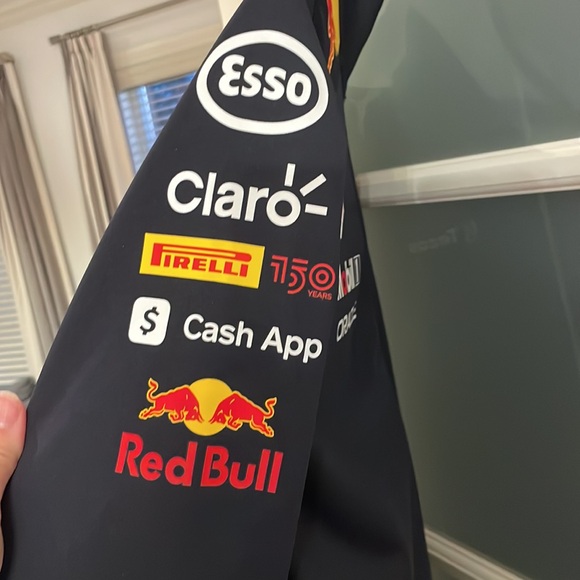 Esso
Claro
PIRELLI 150
YEARS
$ Cash App
Red Bull